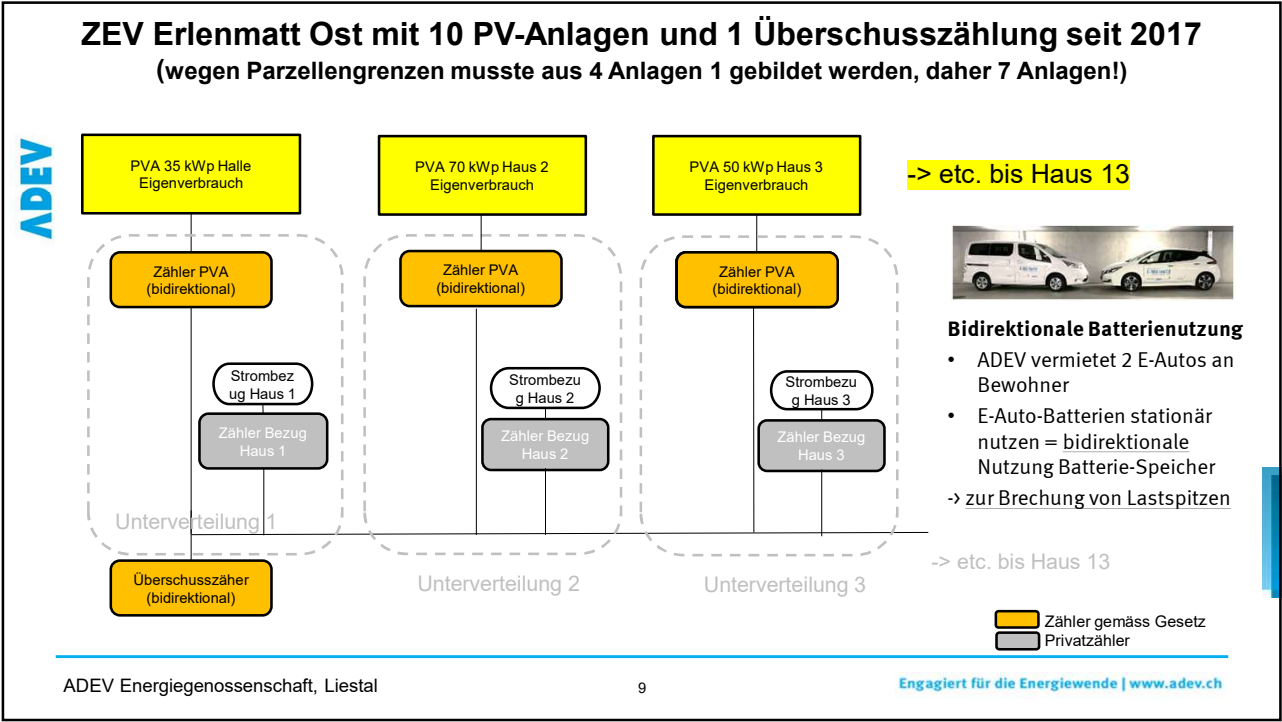 ZEV Erlenmatt Ost mit 10 PV-Anlagen und 1 Überschusszählung seit 2017
(wegen Parzellengrenzen musste aus 4 Anlagen 1 gebildet werden, daher 7 Anlagen!)
ADEV
PVA 35 kWp Halle
Eigenverbrauch
PVA 70 kWp Haus 2
Eigenverbrauch
PVA 50 kWp Haus 3
Eigenverbrauch
-> etc. bis Haus 13
Zähler PVA
(bidirektional)
Zähler PVA
(bidirektional)
Zähler PVA
(bidirektional)
Strombez
ug Haus 1
Strombezu
g Haus 2
Strombezu
g Haus 3
Zähler Bezug
Haus 1
Zähler Bezug
Haus 2
Zähler Bezug
Haus 3
Unterverteilung 1
Unterverteilung 2
Unterverteilung 3
Überschusszäher
(bidirektional)
Bidirektionale Batterienutzung
• ADEV vermietet 2 E-Autos an
Bewohner
• E-Auto-Batterien stationär
nutzen = bidirektionale
Nutzung Batterie-Speicher
-> zur Brechung von Lastspitzen
-> etc. bis Haus 13
Zähler gemäss Gesetz
Privatzähler
ADEV Energiegenossenschaft, Liestal
9
Engagiert für die Energiewende | www.adev.ch